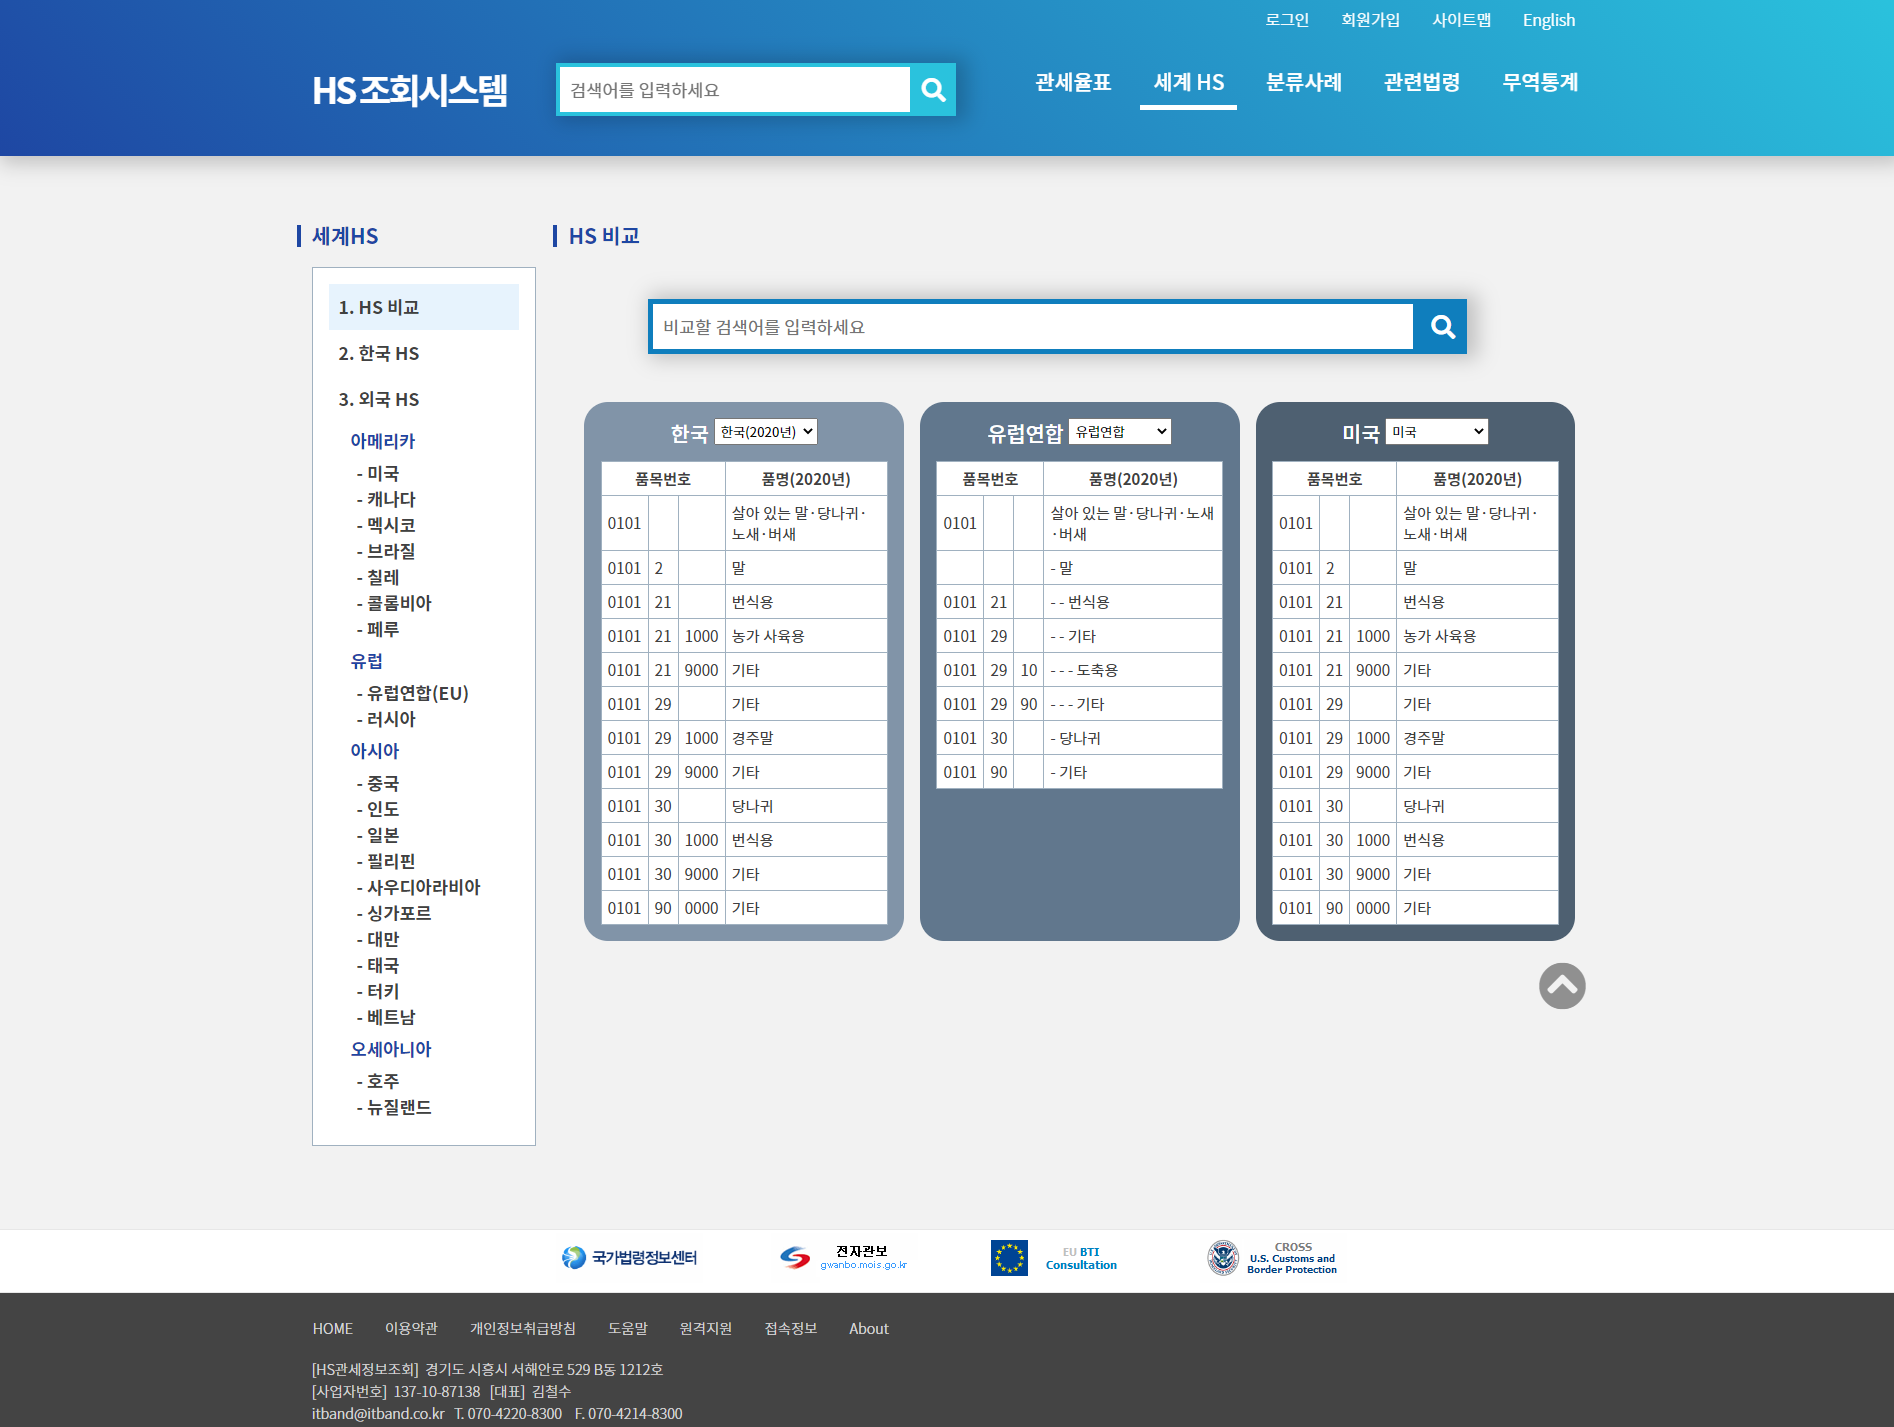 로그인 회원가입 사이트맵 English
HS 조회시스템
검색어를 입력하세요
관세율표 세계 HS 분류사례 관련법령 무역통계
세계HS
1. HS 비교
2. 한국 HS
3. 외국 HS
아메리카
- 미국
- 캐나다
- 멕시코
- 브라질
- 칠레
- 콜롬비아
- 페루
유럽
- 유럽연합(EU)
- 러시아
아시아
- 중국
- 인도
- 일본
- 필리핀
- 사우디아라비아
- 싱가포르
- 대만
- 태국
- 터키
- 베트남
오세아니아
- 호주
- 뉴질랜드
HS 비교
비교할 검색어를 입력하세요
한국 한국(2020년)
품목번호 품명(2020년)
0101 살아 있는 말·당나귀·
노새·버새
0101 2 말
0101 21 번식용
0101 21 1000 농가 사육용
0101 21 9000 기타
0101 29 기타
0101 29 1000 경주말
0101 29 9000 기타
0101 30 당나귀
0101 30 1000 번식용
0101 30 9000 기타
0101 90 0000 기타
유럽연합 유럽연합
품목번호 품명(2020년)
0101 살아 있는 말·당나귀·노새
·버새
- 말
0101 21 - - 번식용
0101 29 - - 기타
0101 29 10 - - - 도축용
0101 29 90 - - - 기타
0101 30 - 당나귀
0101 90 - 기타
미국 미국
품목번호 품명(2020년)
0101 살아 있는 말·당나귀·
노새·버새
0101 2 말
0101 21 번식용
0101 21 1000 농가 사육용
0101 21 9000 기타
0101 29 기타
0101 29 1000 경주말
0101 29 9000 기타
0101 30 당나귀
0101 30 1000 번식용
0101 30 9000 기타
0101 90 0000 기타
국가법령정보센터
전자관보
gwanbo.mois.go.kr
EU BTI
Consultation
CROSS
U.S. Customs and
Border Protection
HOME 이용약관 개인정보취급방침 도움말 원격지원 접속정보 About
[HS관세정보조회] 경기도 시흥시 서해안로 529 B동 1212호
[사업자번호] 137-10-87138 [대표] 김철수
itband@itband.co.kr T. 070-4220-8300 F. 070-4214-8300